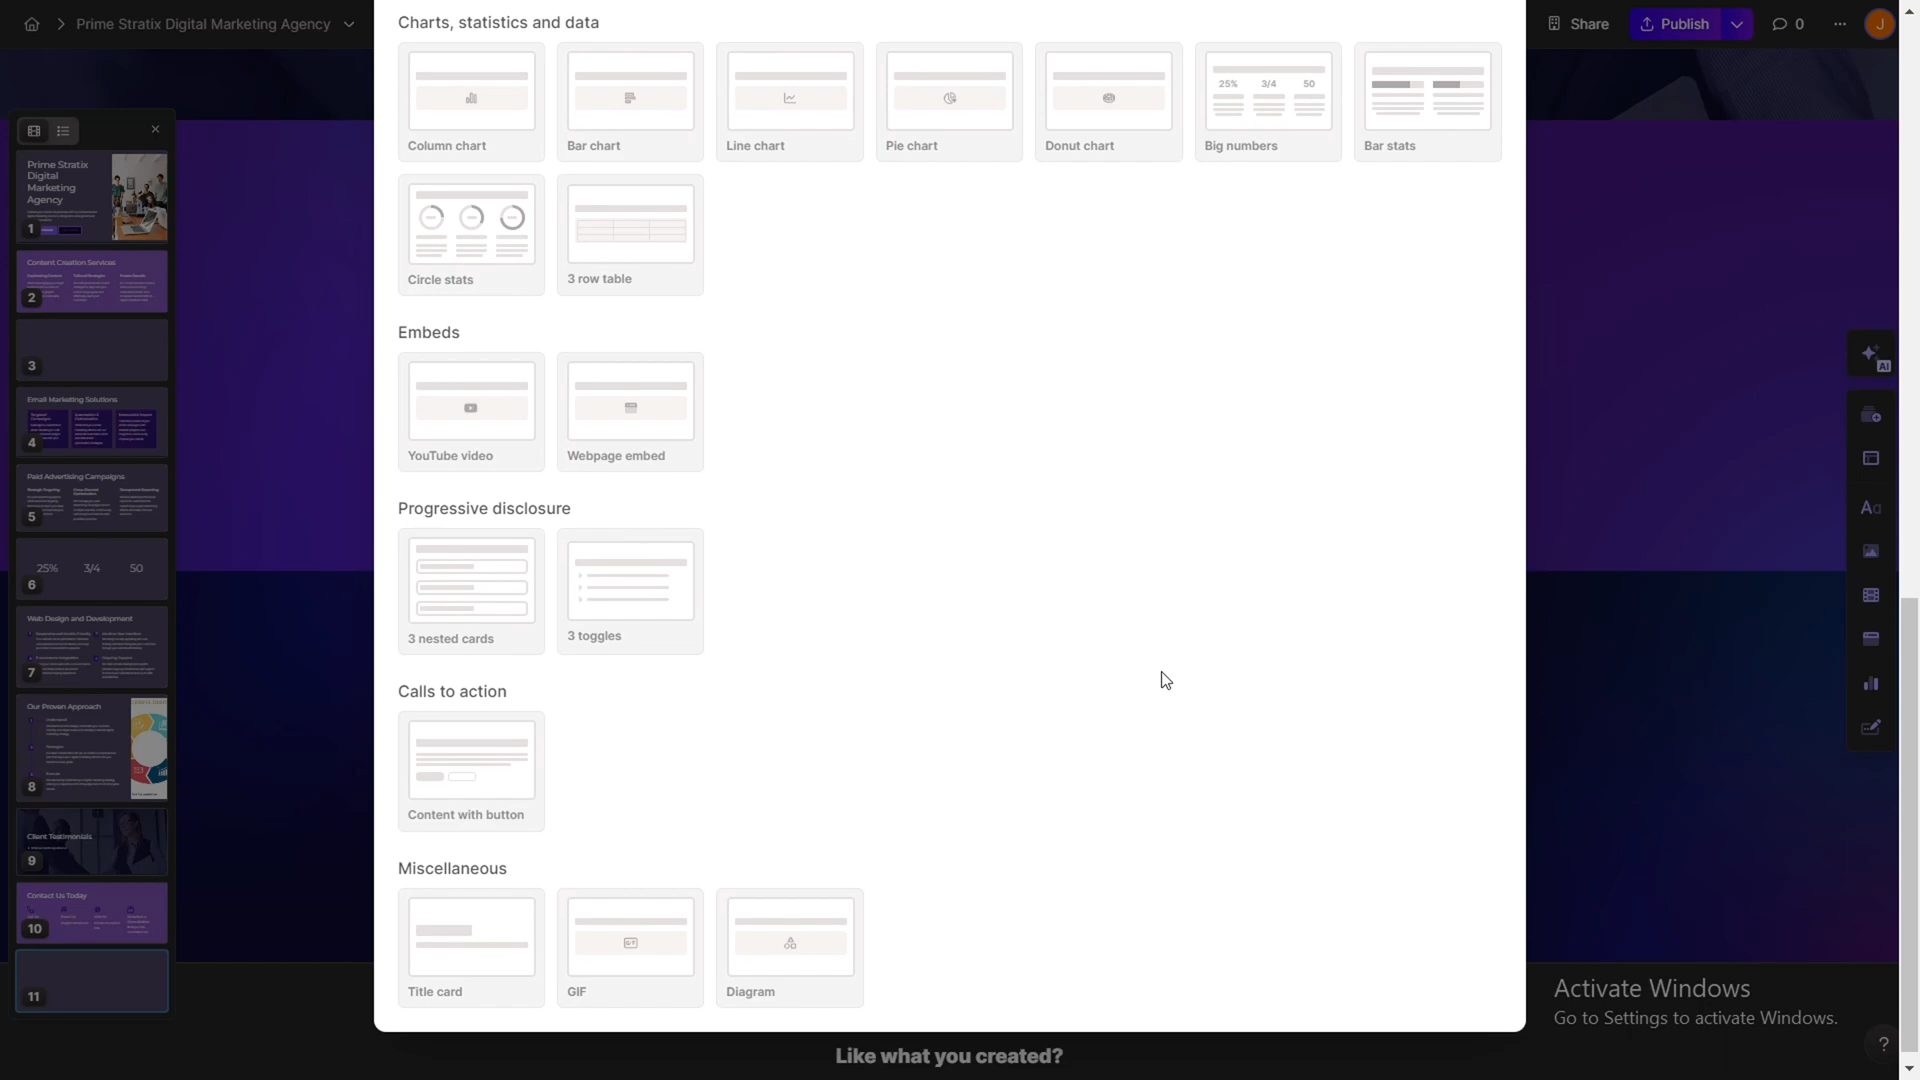 Prime Stratix Digital Marketing Agency
Share
Publish
0
J
Charts, statistics and data
25% 3/4 50
Column chart
Bar chart
Line chart
Pie chart
Donut chart
Big numbers
Bar stats
Circle stats
3 row table
Embeds
YouTube video
Webpage embed
Progressive disclosure
3 nested cards
3 toggles
Calls to action
Content with button
Miscellaneous
GIF
Title card
GIF
Diagram
Prime Stratix
Digital
Marketing
Agency
1
Content Creation Services
2
3
Email Marketing Solutions
4
Paid Advertising Campaigns
5
25% 3/4 50
6
Web Design and Development
7
Our Proven Approach
8
Client Testimonials
9
Contact Us Today
10
11
AI
Aa
Activate Windows
Go to Settings to activate Windows.
?
Like what you created?